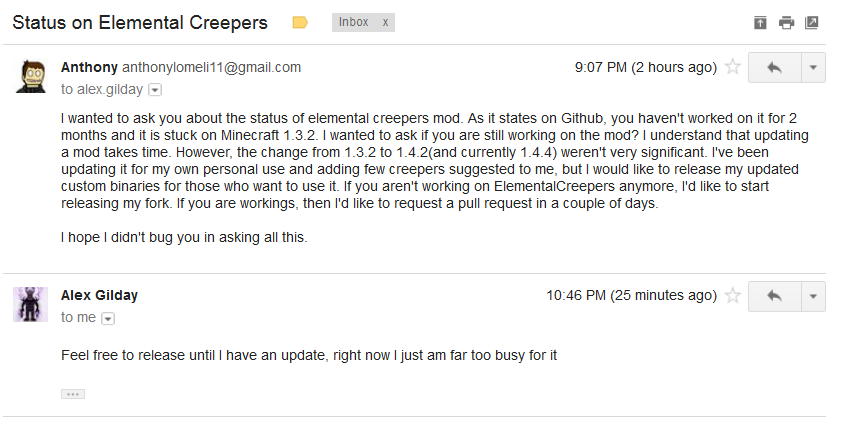 Status on Elemental Creepers
Inbox x
Anthony anthonylomeli11@gmail.com 9:07 PM (2 hours ago)
to alex.gilday
I wanted to ask you about the status of elemental creepers mod. As it states on Github, you haven't worked on it for 2
months and it is stuck on Minecraft 1.3.2. I wanted to ask if you are still working on the mod? I understand that updating
a mod takes time. However, the change from 1.3.2 to 1.4.2(and currently 1.4.4) weren't very significant. I've been
updating it for my own personal use and adding few creepers suggested to me, but I would like to release my updated
custom binaries for those who want to use it. If you aren't working on ElementalCreepers anymore, I'd like to start
releasing my fork. If you are workings, then I'd like to request a pull request in a couple of days.
I hope I didn't bug you in asking all this.
Alex Gilday 10:46 PM (25 minutes ago)
to me
Feel free to release until I have an update, right now I just am far too busy for it